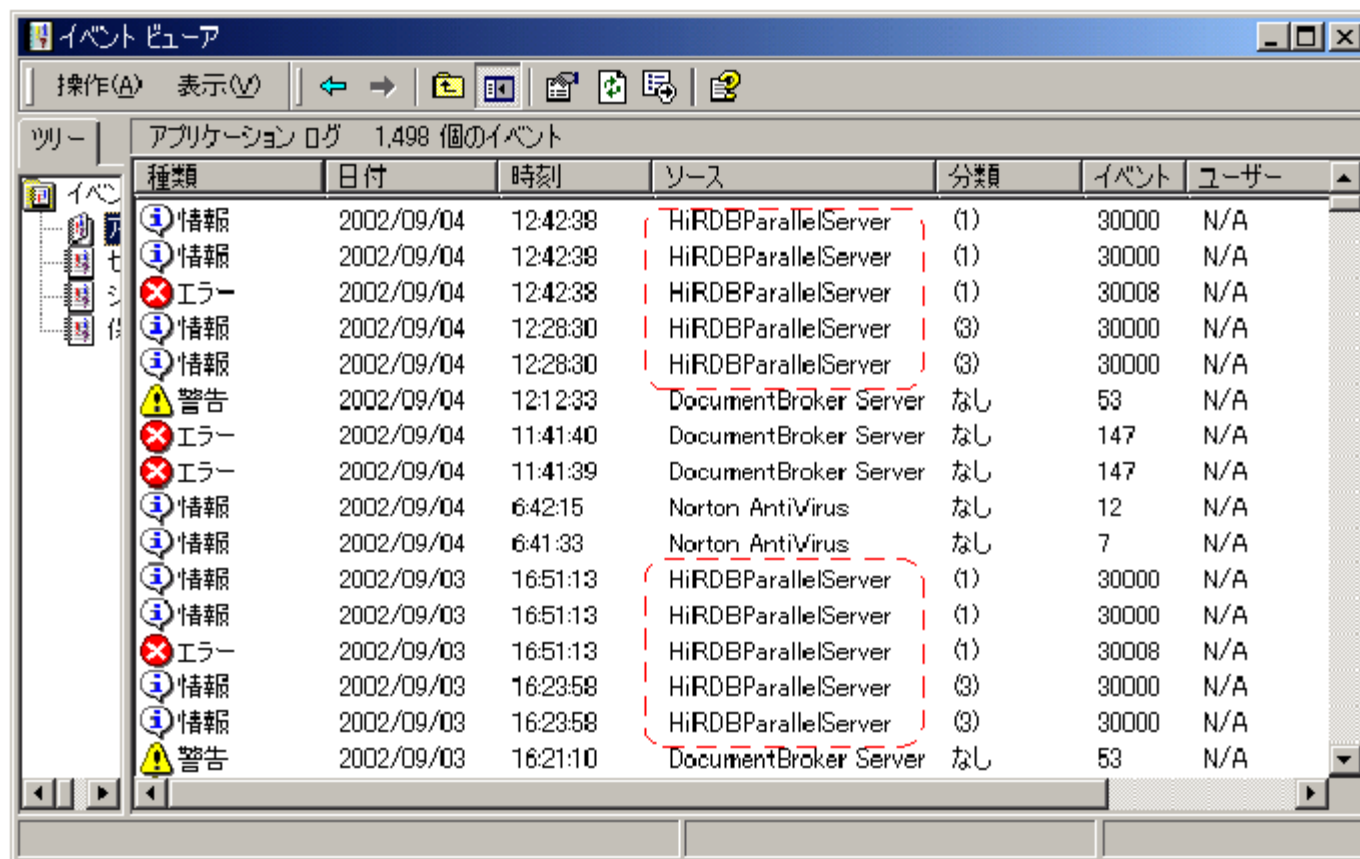 イベント ビューア
操作(A) 表示(V)
ツリー アプリケーション ログ 1,498 個のイベント
種類 日付 時刻 ソース 分類 イベント ユーザー
イベン
情報 2002/09/04 12:42:38 HiRDBParallelServer (1) 30000 N/A
情報 2002/09/04 12:42:38 HiRDBParallelServer (1) 30000 N/A
エラー 2002/09/04 12:42:38 HiRDBParallelServer (1) 30008 N/A
情報 2002/09/04 12:28:30 HiRDBParallelServer (3) 30000 N/A
情報 2002/09/04 12:28:30 HiRDBParallelServer (3) 30000 N/A
警告 2002/09/04 12:12:33 DocumentBroker Server なし 53 N/A
エラー 2002/09/04 11:41:40 DocumentBroker Server なし 147 N/A
エラー 2002/09/04 11:41:39 DocumentBroker Server なし 147 N/A
情報 2002/09/04 6:42:15 Norton AntiVirus なし 12 N/A
情報 2002/09/04 6:41:33 Norton AntiVirus なし 7 N/A
情報 2002/09/03 16:51:13 HiRDBParallelServer (1) 30000 N/A
情報 2002/09/03 16:51:13 HiRDBParallelServer (1) 30000 N/A
エラー 2002/09/03 16:51:13 HiRDBParallelServer (1) 30008 N/A
情報 2002/09/03 16:23:58 HiRDBParallelServer (3) 30000 N/A
情報 2002/09/03 16:23:58 HiRDBParallelServer (3) 30000 N/A
警告 2002/09/03 16:21:10 DocumentBroker Server なし 53 N/A